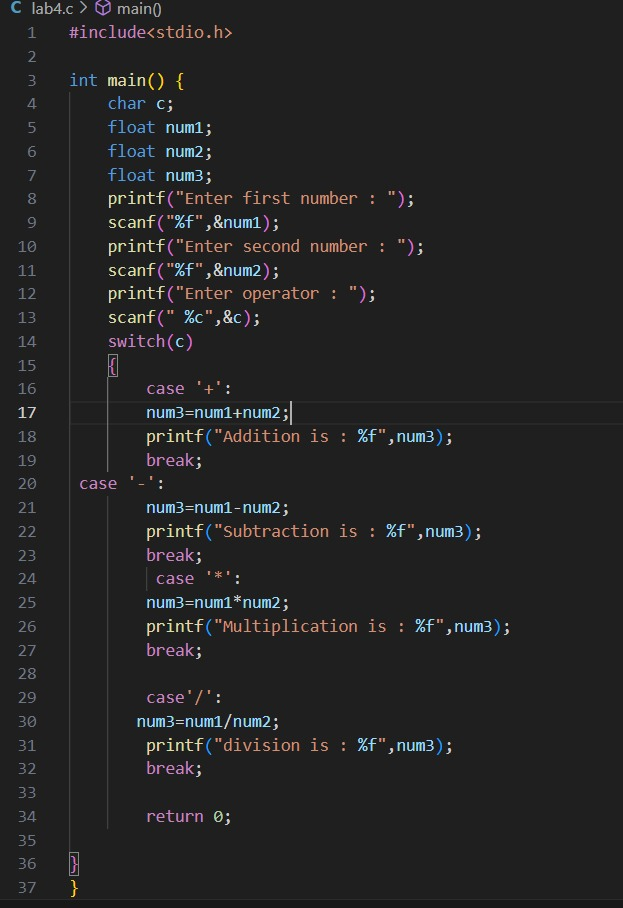 C lab4.c > main()
1 #include<stdio.h>
2
3 int main() {
4 char c;
5 float num1;
6 float num2;
7 float num3;
8 printf("Enter first number : ");
9 scanf("%f",&num1);
10 printf("Enter second number : ");
11 scanf("%f",&num2);
12 printf("Enter operator : ");
13 scanf(" %c",&c);
14 switch(c)
15 {
16 case '+':
17 num3=num1+num2;
18 printf("Addition is : %f",num3);
19 break;
20 case '-':
21 num3=num1-num2;
22 printf("Subtraction is : %f",num3);
23 break;
24 case '*':
25 num3=num1*num2;
26 printf("Multiplication is : %f",num3);
27 break;
28
29 case'/':
30 num3=num1/num2;
31 printf("division is : %f",num3);
32 break;
33
34 return 0;
35
36 }
37 }